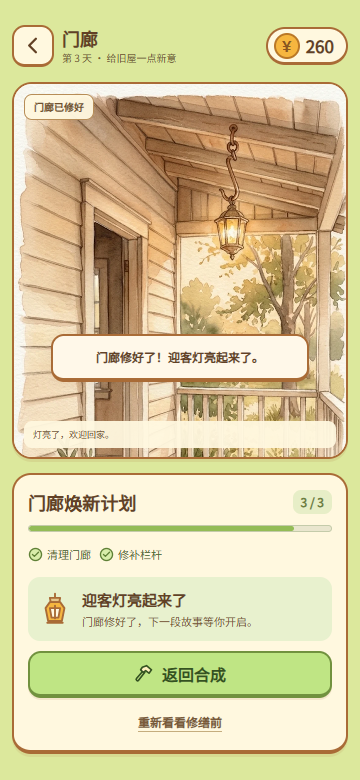 门廊
第 3 天 · 给旧屋一点新意
¥ 260
门廊已修好
门廊修好了！迎客灯亮起来了。
灯亮了，欢迎回家。
门廊焕新计划
3 / 3
清理门廊 修补栏杆
迎客灯亮起来了
门廊修好了，下一段故事等你开启。
返回合成
重新看看修缮前